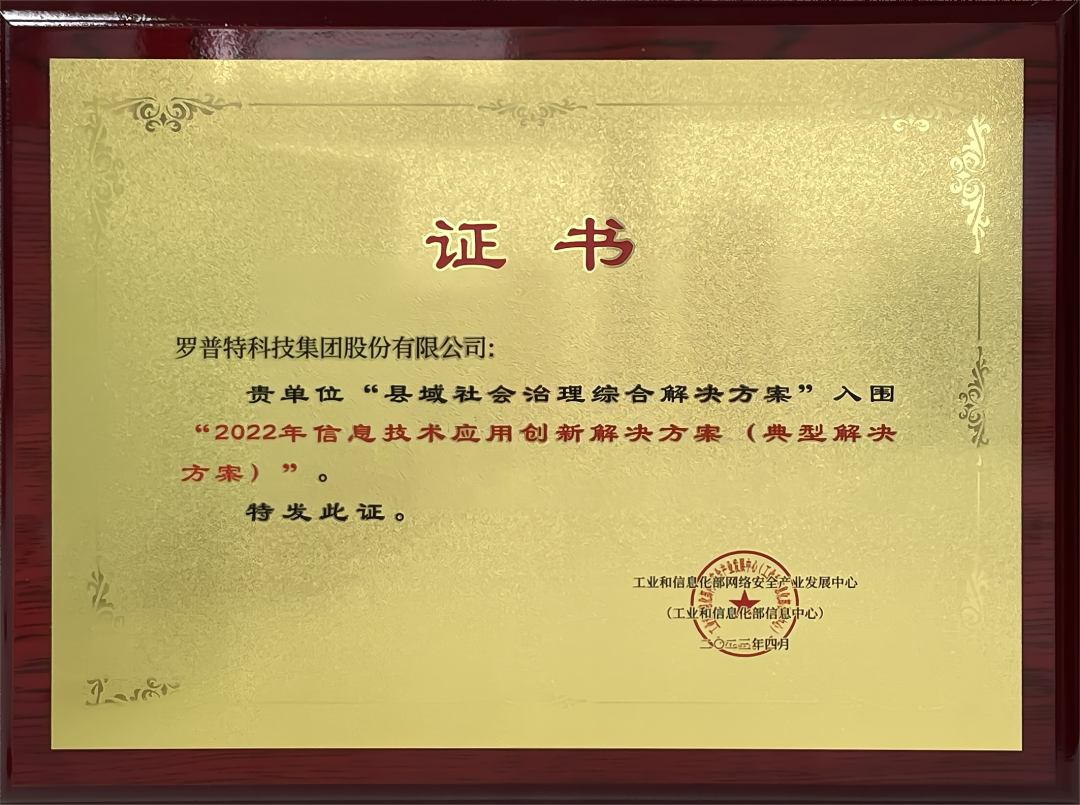 证 书
罗普特科技集团股份有限公司:
贵单位“县域社会治理综合解决方案”入围
“2022年信息技术应用创新解决方案（典型解决
方案）”。
特发此证。
工业和信息化部网络安全产业发展中心
（工业和信息化部信息中心）
二〇二三年四月